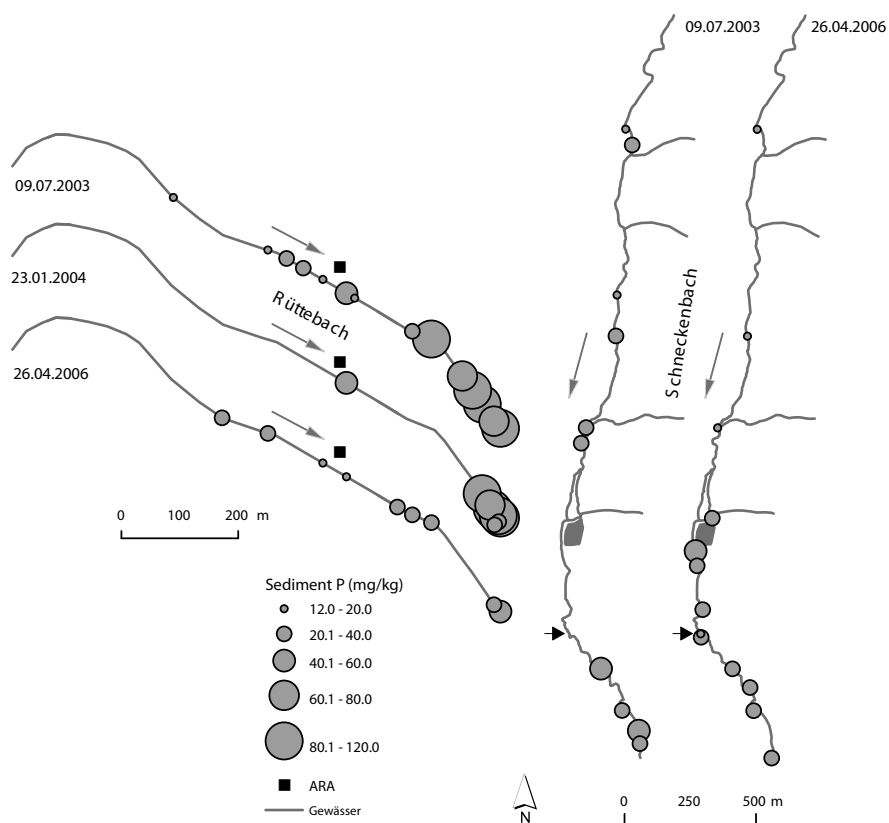 09.07.2003
26.04.2006
09.07.2003
23.01.2004
26.04.2006
Rüttebach
Schneckenbach
0 100 200 m
Sediment P (mg/kg)
12.0 - 20.0
20.1 - 40.0
40.1 - 60.0
60.1 - 80.0
80.1 - 120.0
ARA
Gewässer
N
0 250 500 m